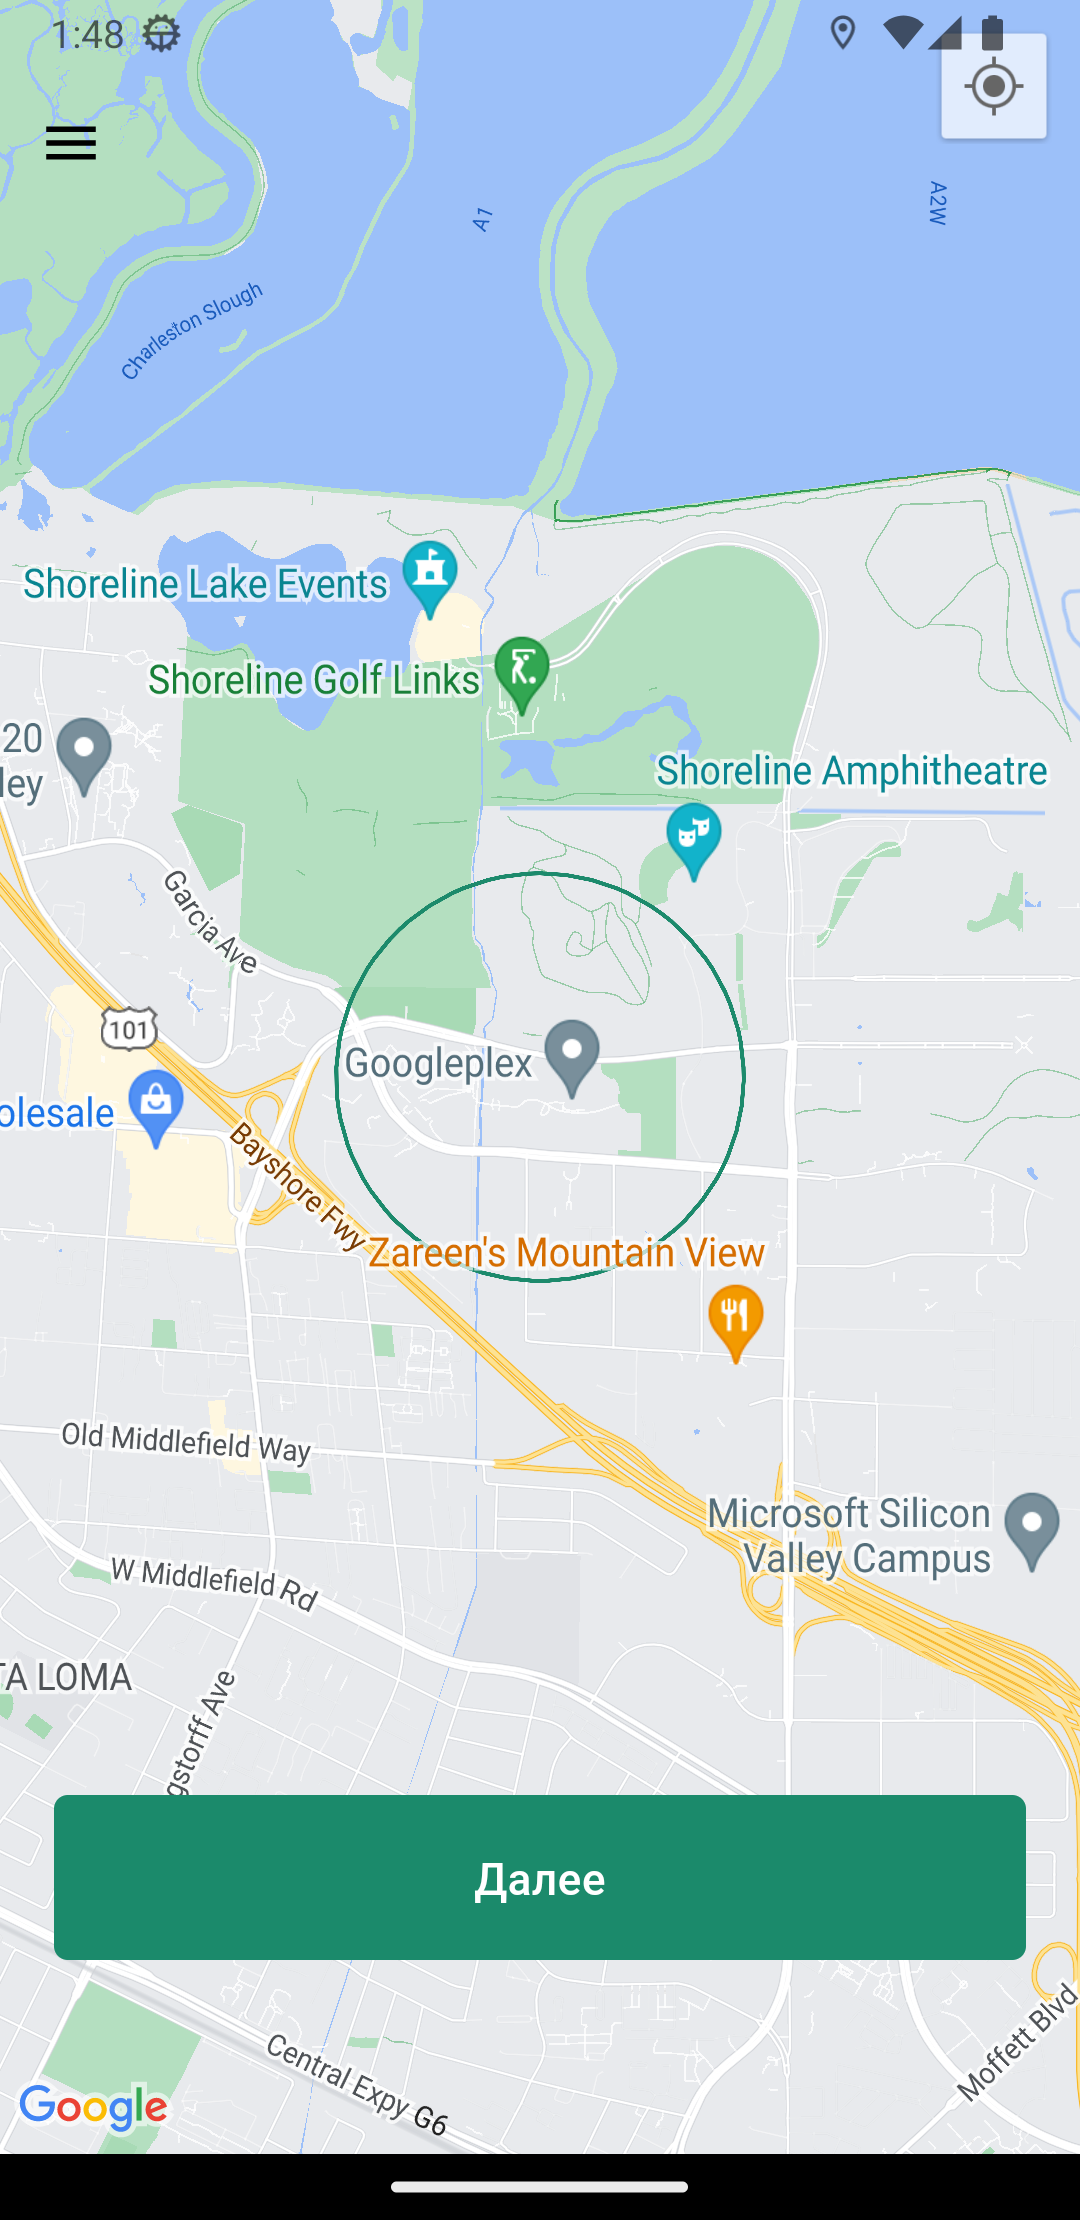 1:48
A1
A2W
Charleston Slough
Shoreline Lake Events
Shoreline Golf Links
20
ley
Shoreline Amphitheatre
Garcia Ave
101
Googleplex
olesale
Bayshore Fwy
Zareen's Mountain View
Old Middlefield Way
Microsoft Silicon
Valley Campus
W Middlefield Rd
TA LOMA
gstorff Ave
Далее
Moffett Blvd
Central Expy G6
Google